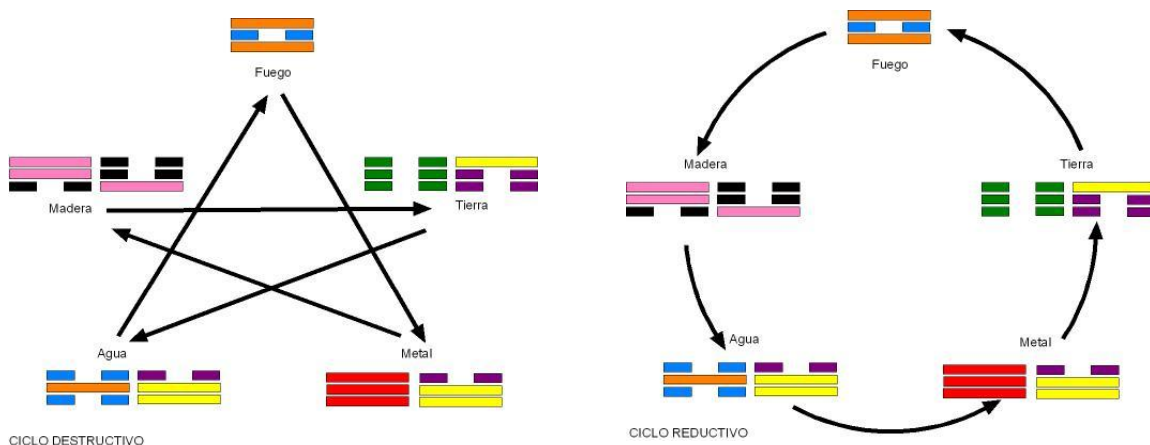 Fuego
Madera
Tierra
Agua
Metal
CICLO DESTRUCTIVO
Fuego
Madera
Tierra
Agua
Metal
CICLO REDUCTIVO